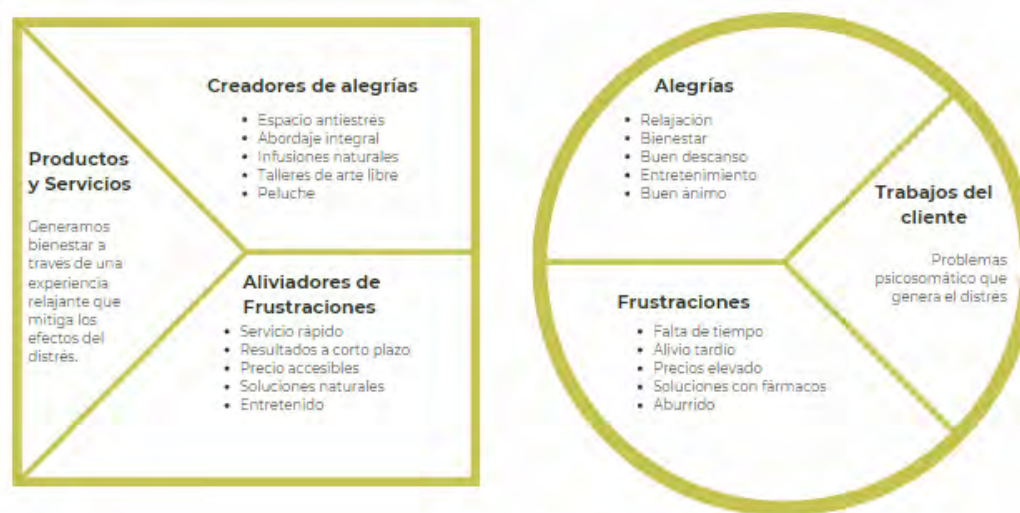 Productos
y Servicios
Generamos
bienestar a
traves de una
experiencia
relajante que
mitiga los
efectos del
distrés.
Creadores de alegrías
• Espacio antiestrés
• Abordaje integral
• Infusiones naturales
• Talleres de arte libre
• Peluche
Aliviadores de
Frustraciones
• Servicio rápido
• Resultados a corto plazo
• Precio accesibles
• Soluciones naturales
• Entretenido
Alegrías
• Relajación
• Bienestar
• Buen descanso
• Entretenimiento
• Buen ánimo
Frustraciones
• Falta de tiempo
• Alivio tardío
• Precios elevado
• Soluciones con fármacos
• Aburrido
Trabajos del
cliente
Problemas
psicosomático que
genera el distrés